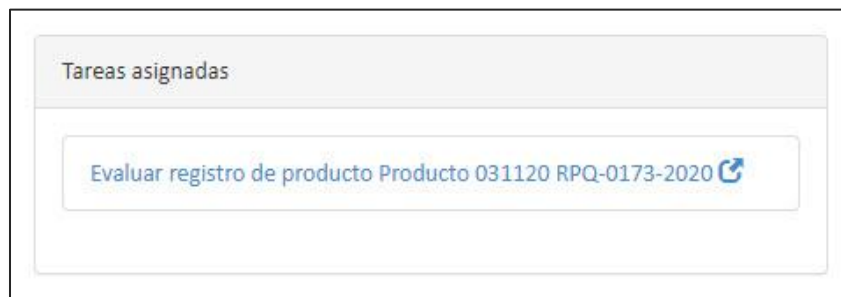 Tareas asignadas
Evaluar registro de producto Producto 031120 RPQ-0173-2020